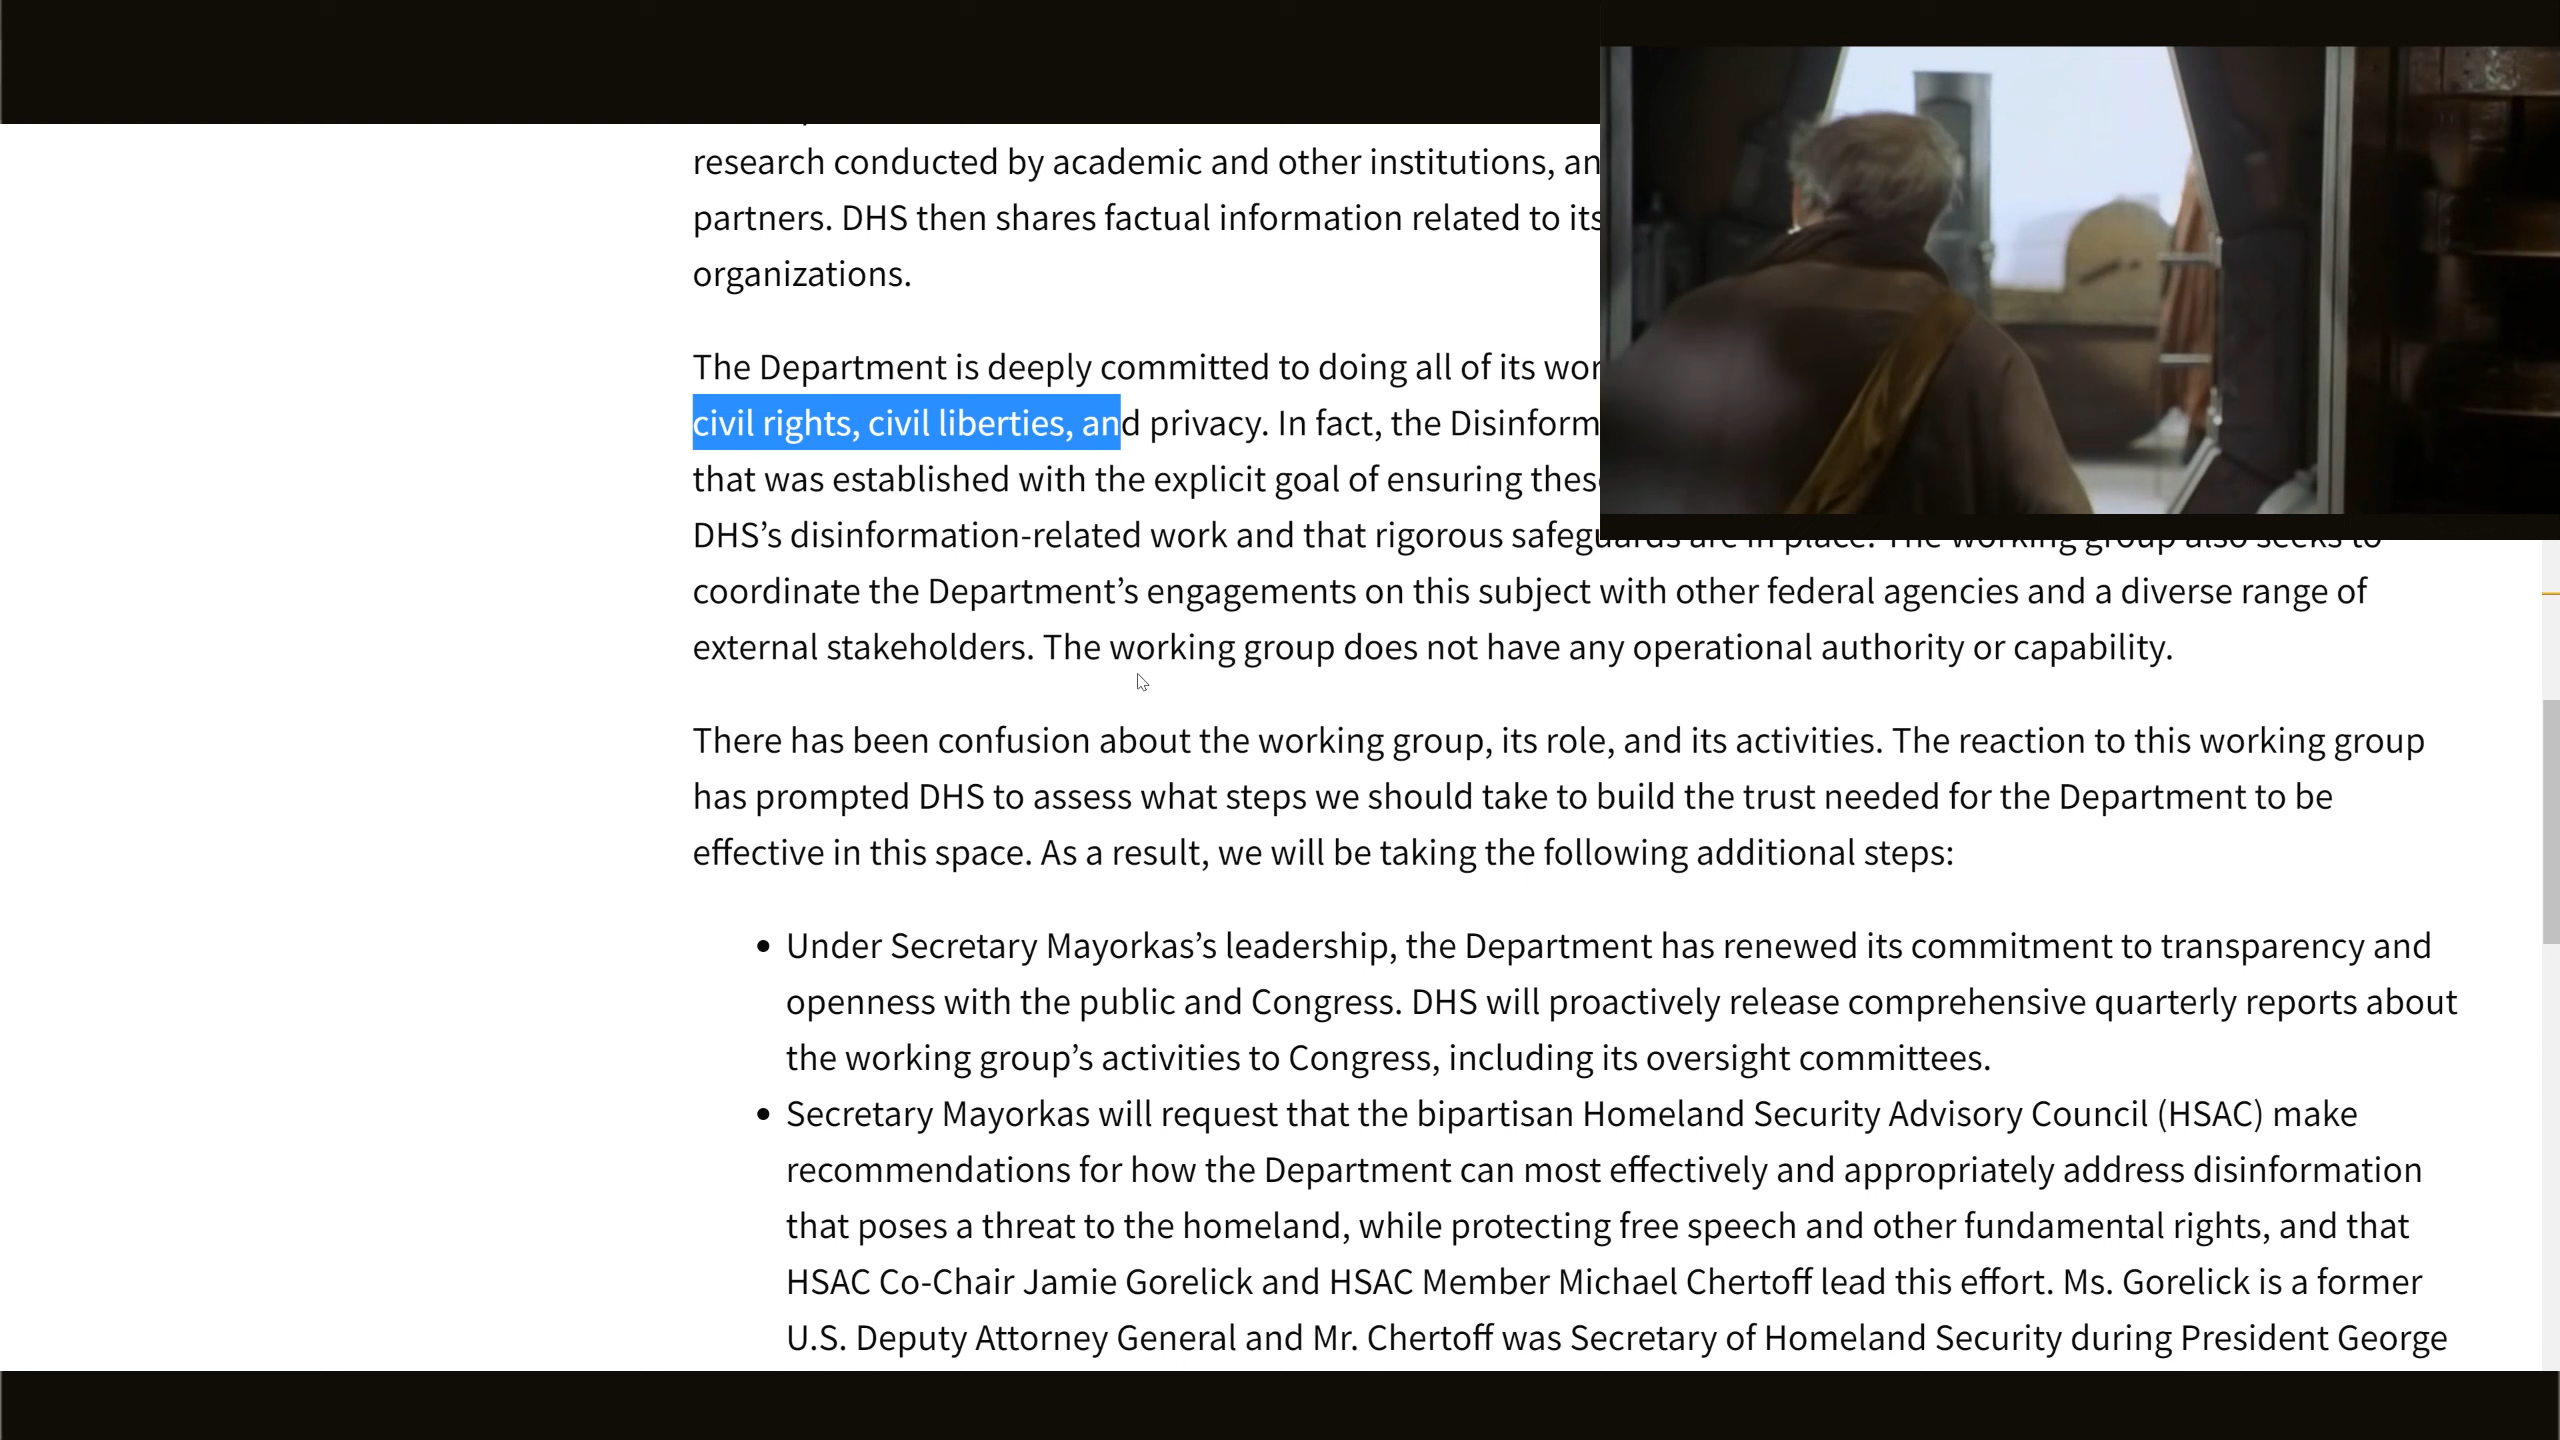 research conducted by academic and other institutions, an
partners. DHS then shares factual information related to its
organizations.
The Department is deeply committed to doing all of its wor
civil rights, civil liberties, and privacy. In fact, the Disinform
that was established with the explicit goal of ensuring these
DHS’s disinformation-related work and that rigorous safeguards are in place. The working group also seeks to
coordinate the Department’s engagements on this subject with other federal agencies and a diverse range of
external stakeholders. The working group does not have any operational authority or capability.
There has been confusion about the working group, its role, and its activities. The reaction to this working group
has prompted DHS to assess what steps we should take to build the trust needed for the Department to be
effective in this space. As a result, we will be taking the following additional steps:
• Under Secretary Mayorkas’s leadership, the Department has renewed its commitment to transparency and
openness with the public and Congress. DHS will proactively release comprehensive quarterly reports about
the working group’s activities to Congress, including its oversight committees.
• Secretary Mayorkas will request that the bipartisan Homeland Security Advisory Council (HSAC) make
recommendations for how the Department can most effectively and appropriately address disinformation
that poses a threat to the homeland, while protecting free speech and other fundamental rights, and that
HSAC Co-Chair Jamie Gorelick and HSAC Member Michael Chertoff lead this effort. Ms. Gorelick is a former
U.S. Deputy Attorney General and Mr. Chertoff was Secretary of Homeland Security during President George